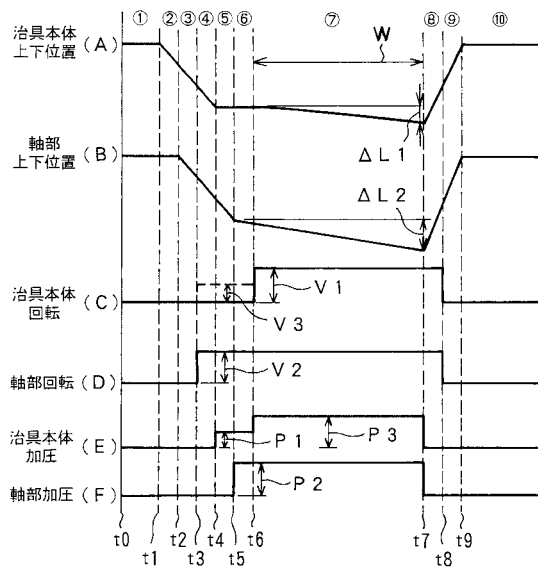 ① ② ③ ④ ⑤ ⑥ ⑦ ⑧ ⑨ ⑩
W
治具本体
上下位置 (A)
ΔL1
軸部
上下位置 (B)
ΔL2
治具本体
回転 (C)
V1
V3
軸部回転 (D)
V2
治具本体
加圧 (E)
P1
P3
軸部加圧 (F)
P2
t0 t1 t2 t3 t4 t5 t6 t7 t8 t9